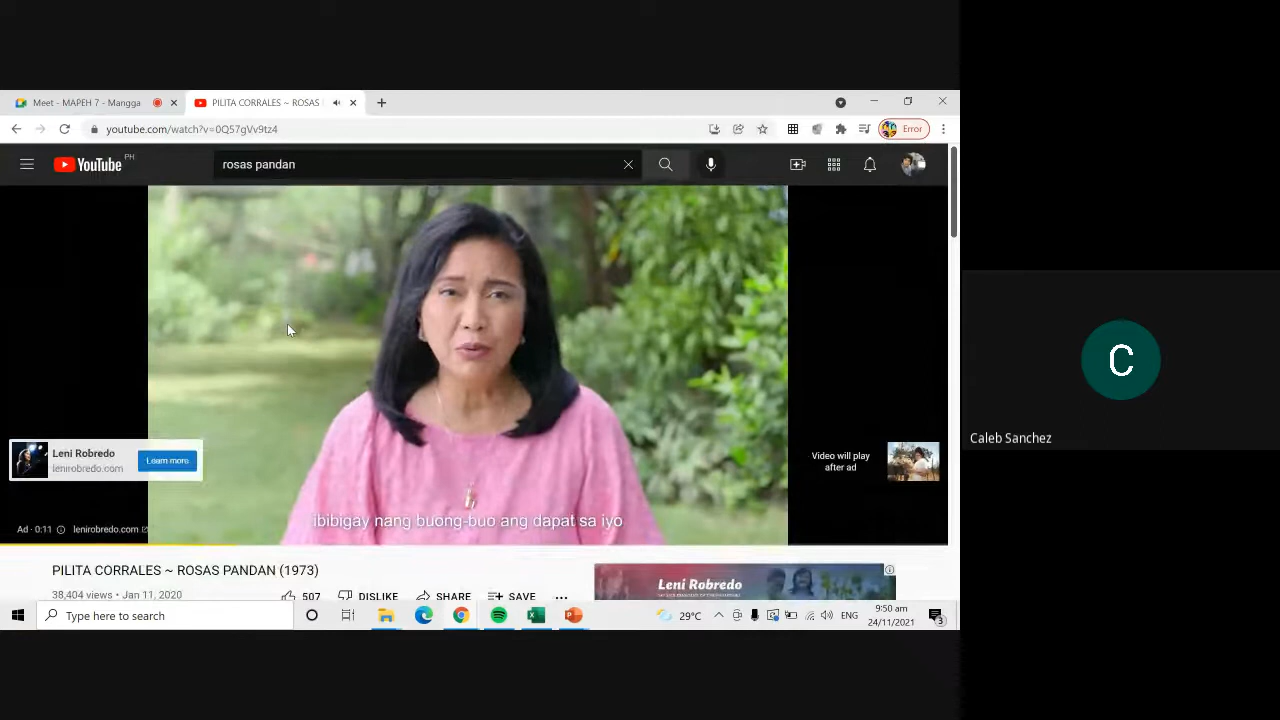 Meet - MAPEH 7 - Mangga
PILITA CORRALES ~ ROSAS
youtube.com/watch?v=0Q57gVv9tz4
Error
YouTube PH
rosas pandan
Leni Robredo
lenirobredo.com
Learn more
Video will play
after ad
ibibigay nang buong-buo ang dapat sa iyo
Ad · 0:11 lenirobredo.com
PILITA CORRALES ~ ROSAS PANDAN (1973)
38,404 views • Jan 11, 2020
507
DISLIKE
SHARE
SAVE
Leni Robredo
Type here to search
29°C
ENG
9:50 am
24/11/2021
3
C
Caleb Sanchez